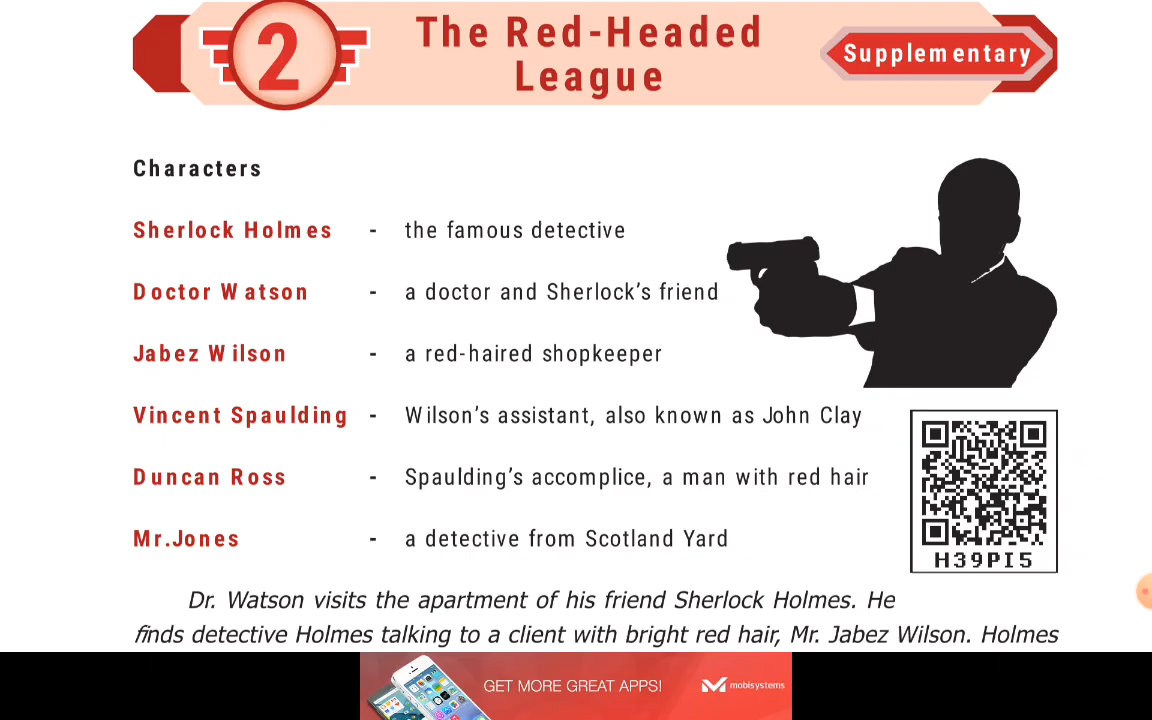 2
The Red-Headed
League
Supplementary
Characters
Sherlock Holmes - the famous detective
Doctor Watson - a doctor and Sherlock's friend
Jabez Wilson - a red-haired shopkeeper
Vincent Spaulding - Wilson's assistant, also known as John Clay
Duncan Ross - Spaulding's accomplice, a man with red hair
Mr.Jones - a detective from Scotland Yard
H39PI5
Dr. Watson visits the apartment of his friend Sherlock Holmes. He
finds detective Holmes talking to a client with bright red hair, Mr. Jabez Wilson. Holmes
GET MORE GREAT APPS!
mobisystems